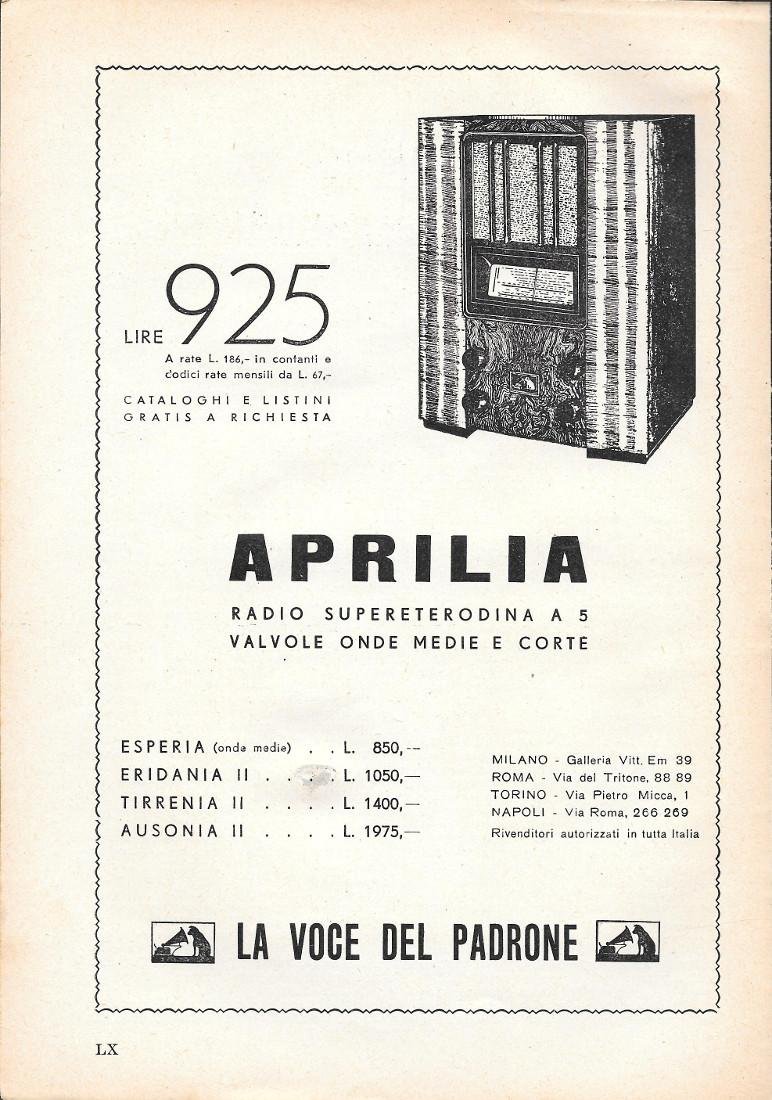 LIRE 925
A rate L. 186,- in contanti e
dodici rate mensili da L. 67,-
CATALOGHI E LISTINI
GRATIS A RICHIESTA
APRILIA
RADIO SUPERETERODINA A 5
VALVOLE ONDE MEDIE E CORTE
ESPERIA (onde medie) . . L. 850,--
ERIDANIA II . . . . L. 1050,—
TIRRENIA II . . . . L. 1400,—
AUSONIA II . . . . L. 1975,—
MILANO - Galleria Vitt. Em 39
ROMA - Via del Tritone, 88 89
TORINO - Via Pietro Micca, 1
NAPOLI - Via Roma, 266 269
Rivenditori autorizzati in tutta Italia
LA VOCE DEL PADRONE
LX